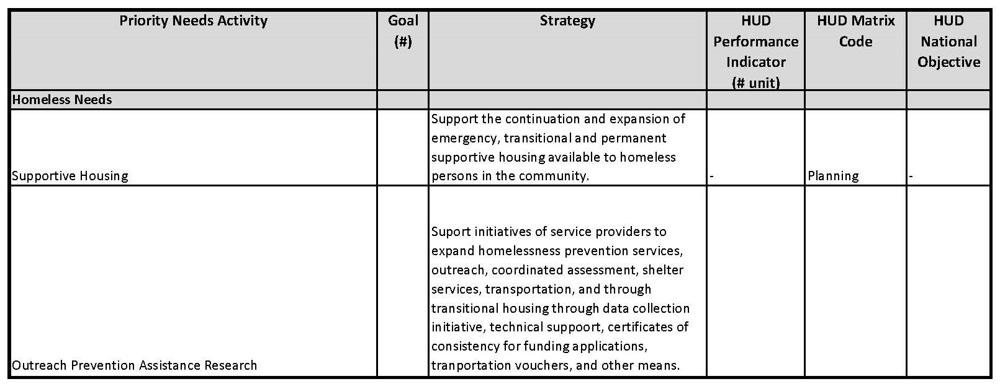 Priority Needs Activity
Goal
(#)
Strategy
HUD
Performance
Indicator
(# unit)
HUD Matrix
Code
HUD
National
Objective
Homeless Needs
Supportive Housing
Support the continuation and expansion of
emergency, transitional and permanent
supportive housing available to homeless
persons in the community.
-
Planning
-
Outreach Prevention Assistance Research
Suport initiatives of service providers to
expand homelessness prevention services,
outreach, coordinated assessment, shelter
services, transportation, and through
transitional housing through data collection
initiative, technical suppoort, certificates of
consistency for funding applications,
tranportation vouchers, and other means.